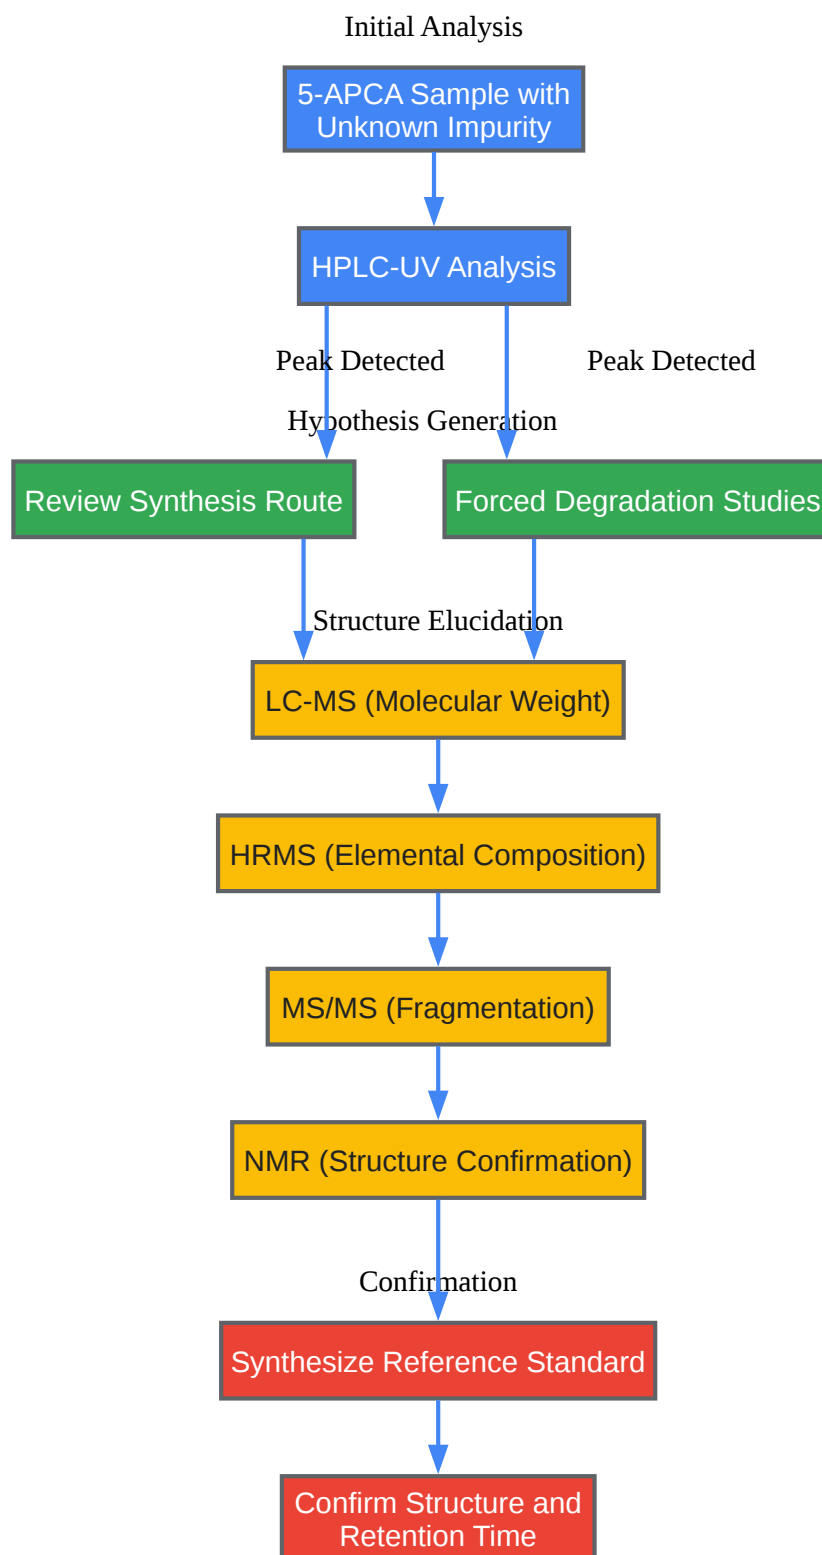 Initial Analysis
5-APCA Sample with
Unknown Impurity
HPLC-UV Analysis
Peak Detected
Peak Detected
Hypothesis Generation
Review Synthesis Route
Forced Degradation Studies
Structure Elucidation
LC-MS (Molecular Weight)
HRMS (Elemental Composition)
MS/MS (Fragmentation)
NMR (Structure Confirmation)
Confirmation
Synthesize Reference Standard
Confirm Structure and
Retention Time